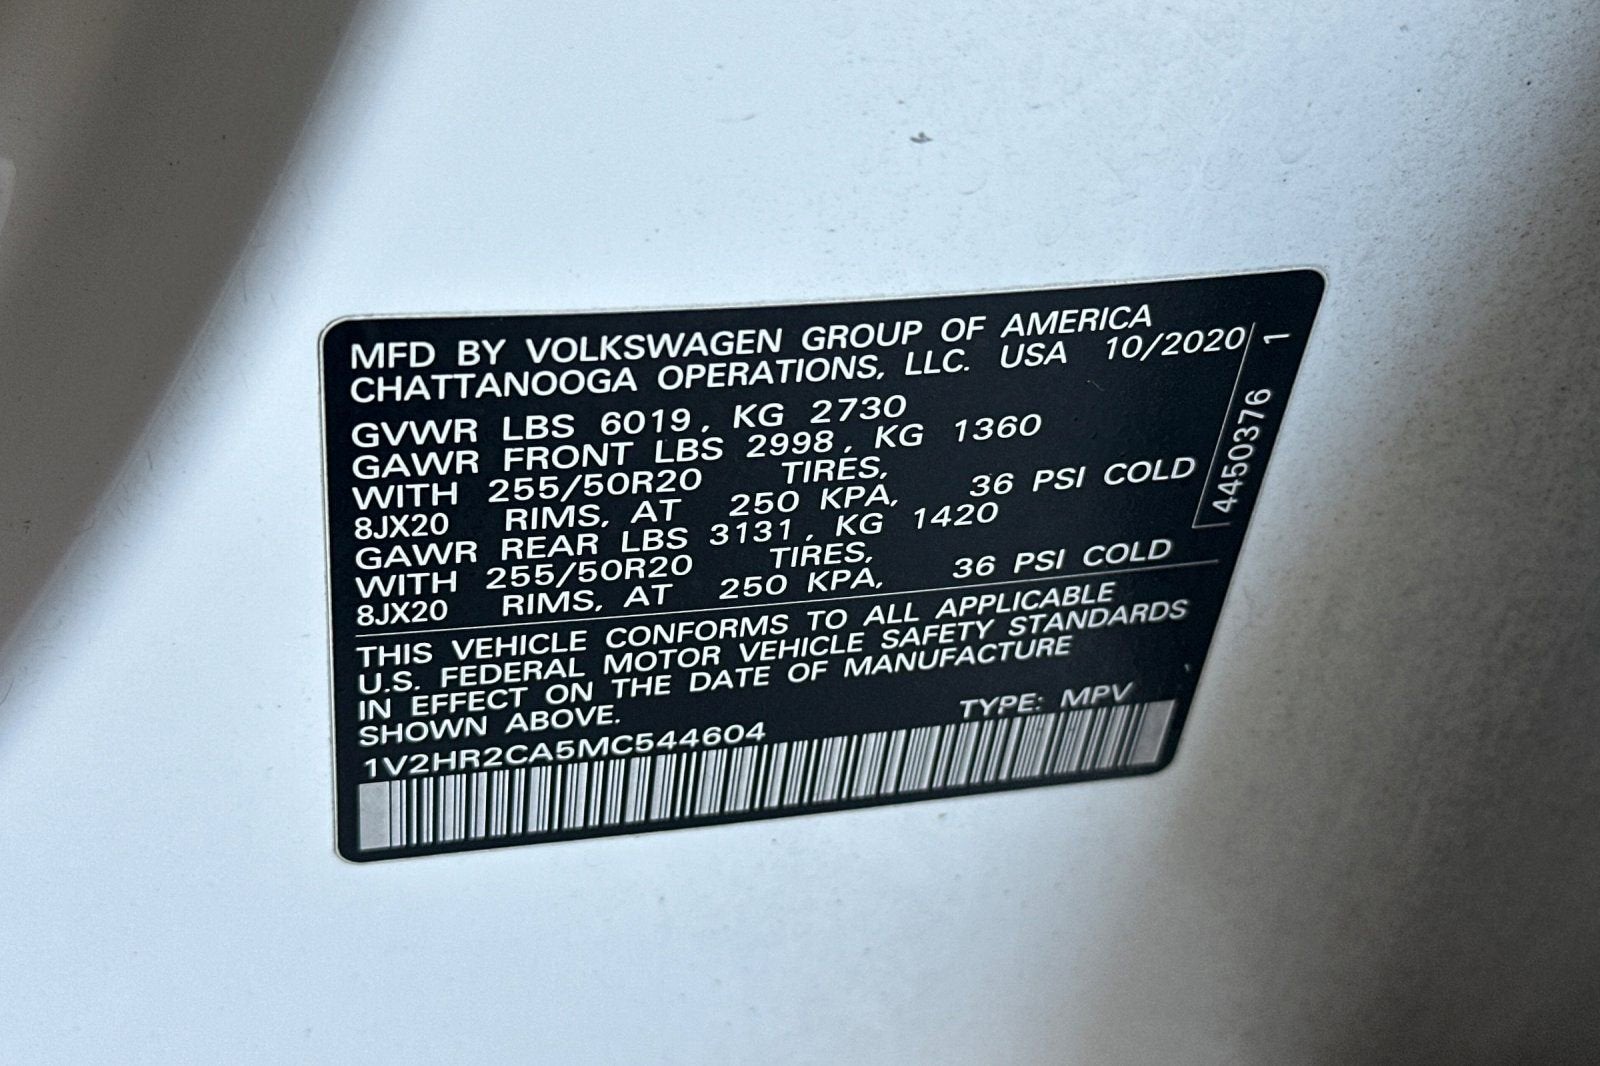 MFD BY VOLKSWAGEN GROUP OF AMERICA
CHATTANOOGA OPERATIONS, LLC. USA 10/2020
GVWR LBS 6019, KG 2730
GAWR FRONT LBS 2998, KG 1360
WITH 255/50R20 TIRES,
8JX20 RIMS, AT 250 KPA, 36 PSI COLD
GAWR REAR LBS 3131, KG 1420
WITH 255/50R20 TIRES,
8JX20 RIMS, AT 250 KPA, 36 PSI COLD
THIS VEHICLE CONFORMS TO ALL APPLICABLE
U.S. FEDERAL MOTOR VEHICLE SAFETY STANDARDS
IN EFFECT ON THE DATE OF MANUFACTURE
SHOWN ABOVE.
1V2HR2CA5MC544604 TYPE: MPV
44503761 1